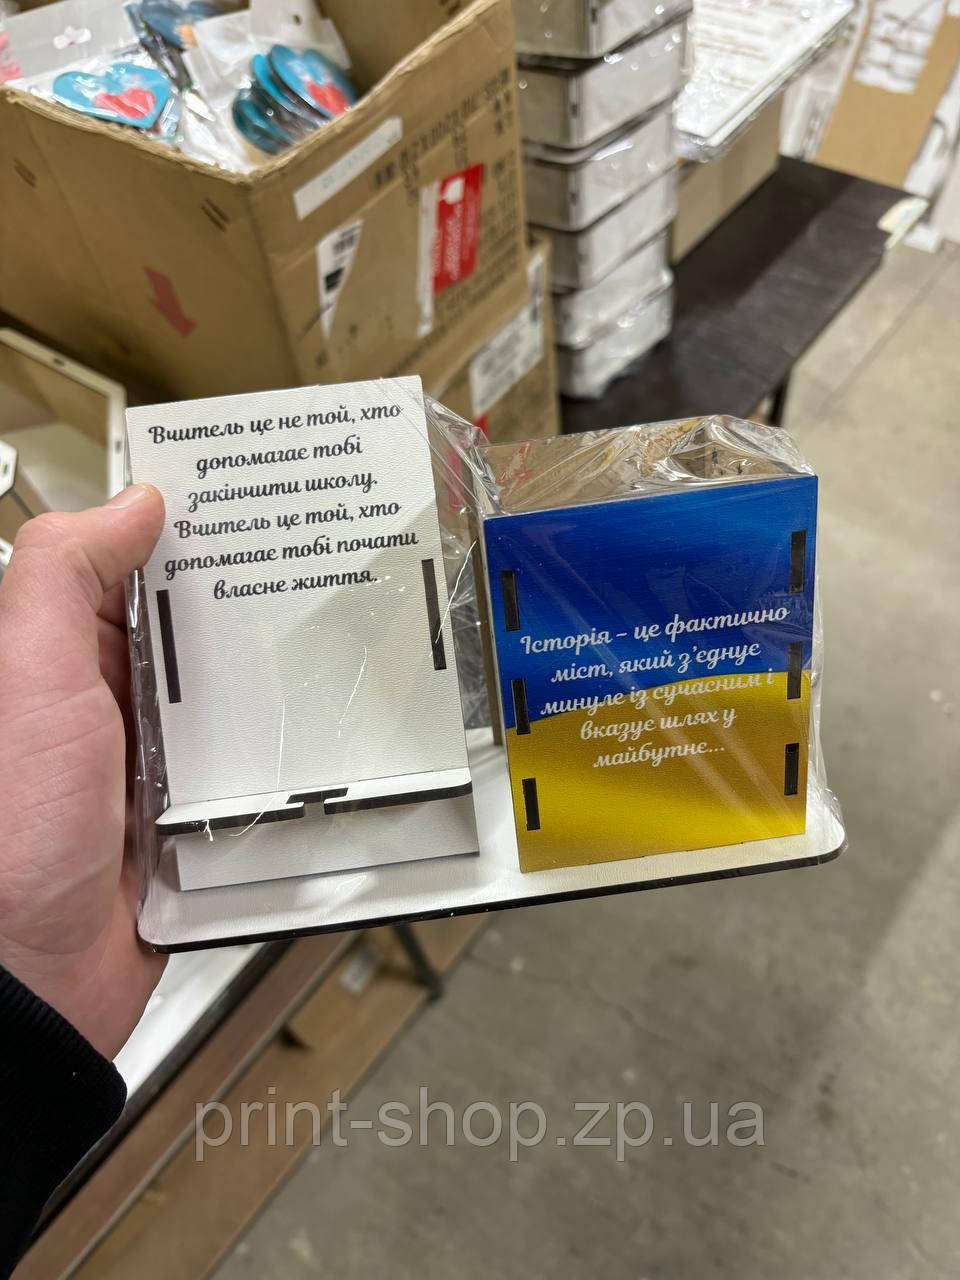 Вчитель це не той, хто
допомагає тобі
закінчити школу.
Вчитель це той, хто
допомагає тобі почати
власне життя.
Історія – це фактично
міст, який з’єднує
минуле із сучасним і
вказує шлях у
майбутнє...
print-shop.zp.ua